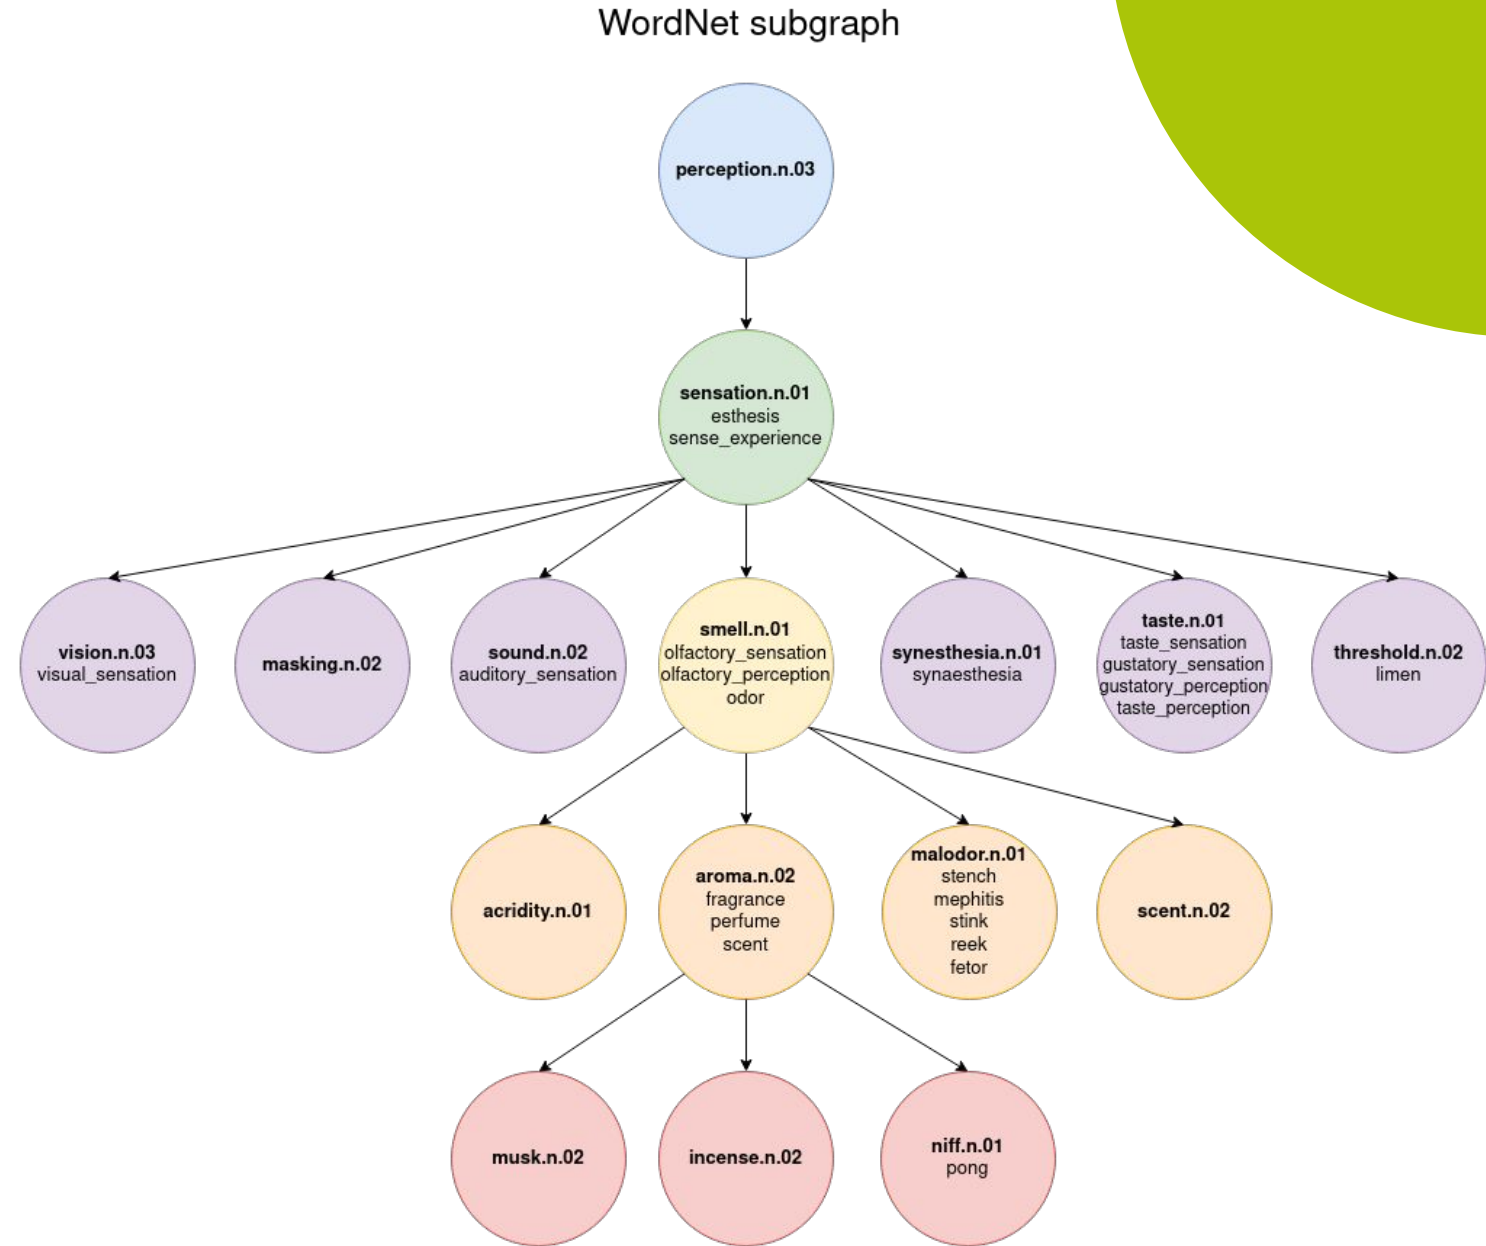 WordNet subgraph
perception.n.03
sensation.n.01
esthesis
sense_experience
vision.n.03
visual_sensation
masking.n.02
sound.n.02
auditory_sensation
smell.n.01
olfactory_sensation
olfactory_perception
odor
synesthesia.n.01
synaesthesia
taste.n.01
taste_sensation
gustatory_sensation
gustatory_perception
taste_perception
threshold.n.02
limen
acridity.n.01
aroma.n.02
fragrance
perfume
scent
malodor.n.01
stench
mephitis
stink
reek
fetor
scent.n.02
musk.n.02
incense.n.02
niff.n.01
pong